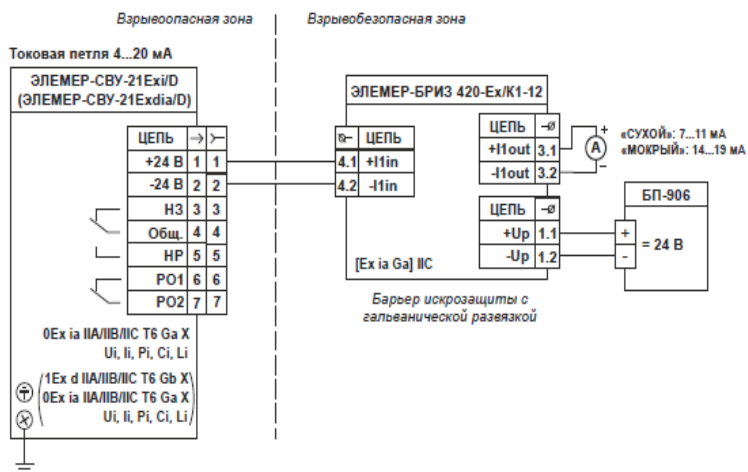 Взрывоопасная зона
Взрывобезопасная зона
Токовая петля 4...20 мА
ЭЛЕМЕР-СВУ-21Exi/D
(ЭЛЕМЕР-СВУ-21Exdia/D)
ЦЕПЬ
+24 В 1 1
-24 В 2 2
НЗ 3 3
Общ. 4 4
НР 5 5
РО1 6 6
РО2 7 7
0Ex ia IIA/IIB/IIC T6 Ga X
Ui, Ii, Pi, Ci, Li
1Ex d IIA/IIB/IIC T6 Gb X
0Ex ia IIA/IIB/IIC T6 Ga X
Ui, Ii, Pi, Ci, Li
ЭЛЕМЕР-БРИЗ 420-Ex/К1-12
ЦЕПЬ
4.1 +I1in
4.2 -I1in
ЦЕПЬ
+I1out 3.1
-I1out 3.2
ЦЕПЬ
+Up 1.1
-Up 1.2
[Ex ia Ga] IIC
Барьер искрозащиты с
гальванической развязкой
+
A
–
«СУХОЙ»: 7...11 мА
«МОКРЫЙ»: 14...19 мА
БП-906
+
-
= 24 В